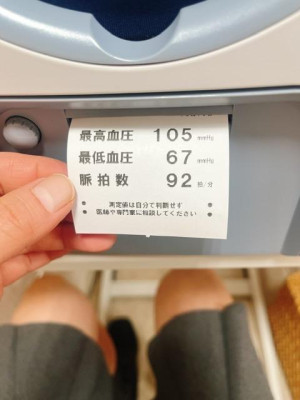 最高血圧 105 mmHg
最低血圧 67 mmHg
脈拍数 92 拍/分
• 測定値は自分で判断せず •
• 医師や専門家に相談してください •